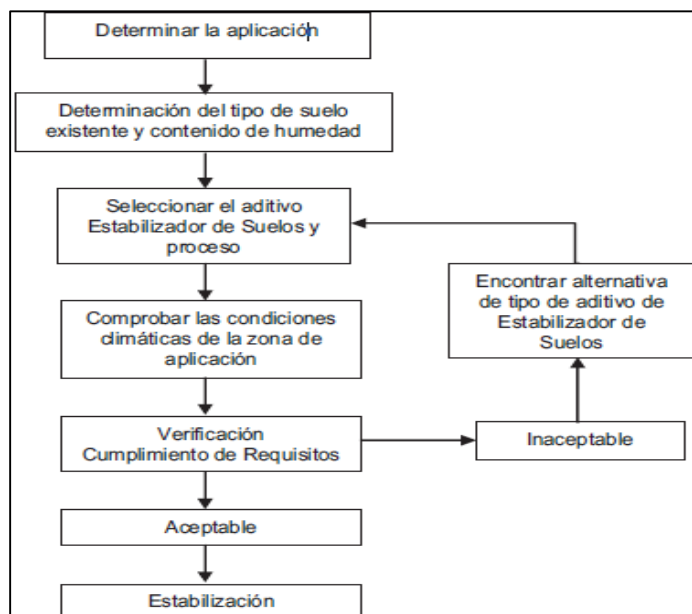 Determinar la aplicación
Determinación del tipo de suelo
existente y contenido de humedad
Seleccionar el aditivo
Estabilizador de Suelos y
proceso
Encontrar alternativa
de tipo de aditivo de
Estabilizador de
Suelos
Comprobar las condiciones
climáticas de la zona de
aplicación
Verificación
Cumplimiento de Requisitos
Inaceptable
Aceptable
Estabilización